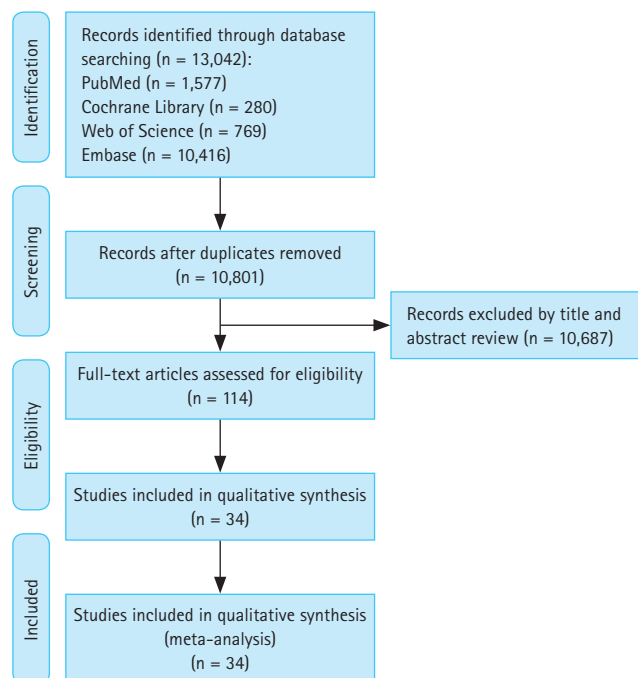 Identification
Records identified through database
searching (n = 13,042):
PubMed (n = 1,577)
Cochrane Library (n = 280)
Web of Science (n = 769)
Embase (n = 10,416)
Screening
Records after duplicates removed
(n = 10,801)
Records excluded by title and
abstract review (n = 10,687)
Eligibility
Full-text articles assessed for eligibility
(n = 114)
Studies included in qualitative synthesis
(n = 34)
Included
Studies included in qualitative synthesis
(meta-analysis)
(n = 34)